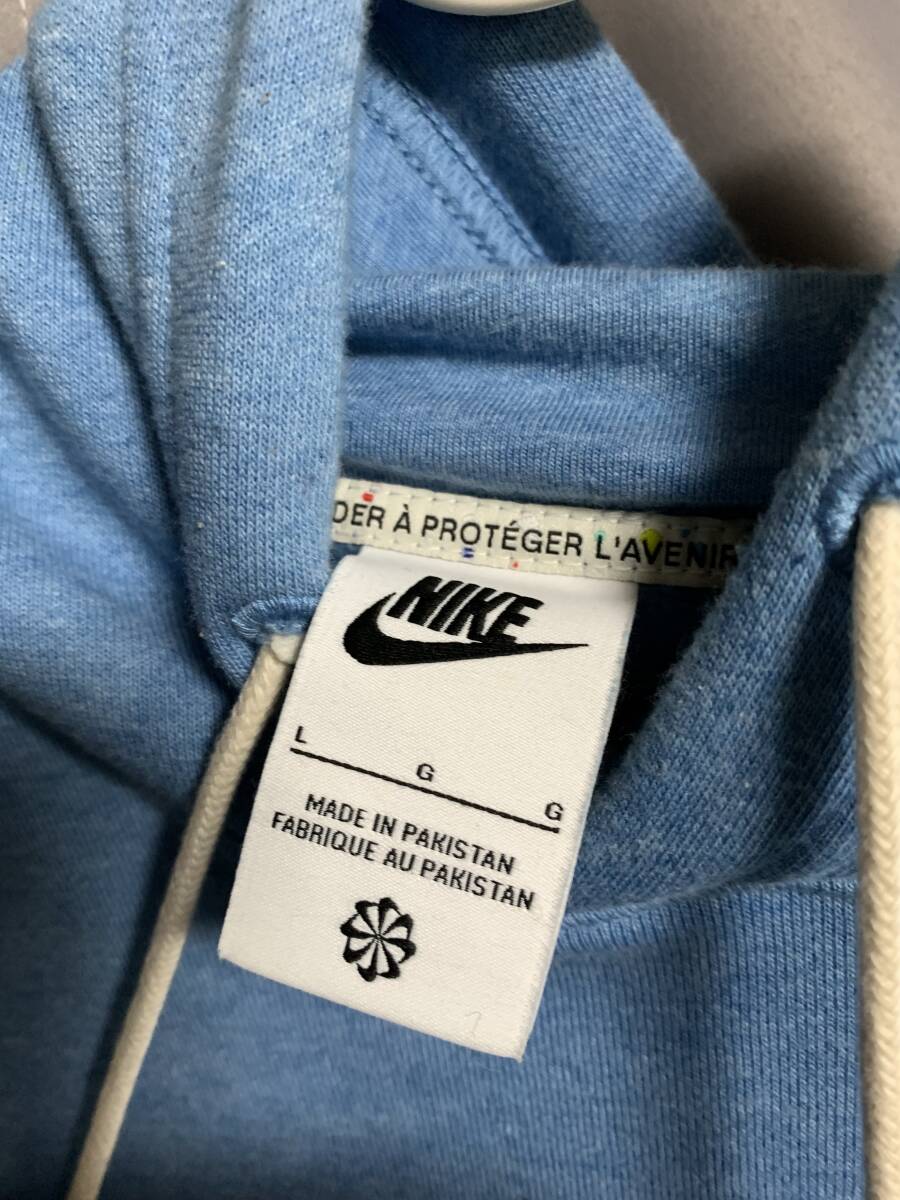 DER À PROTÉGER L'AVENIR
NIKE
L G G
MADE IN PAKISTAN
FABRIQUE AU PAKISTAN